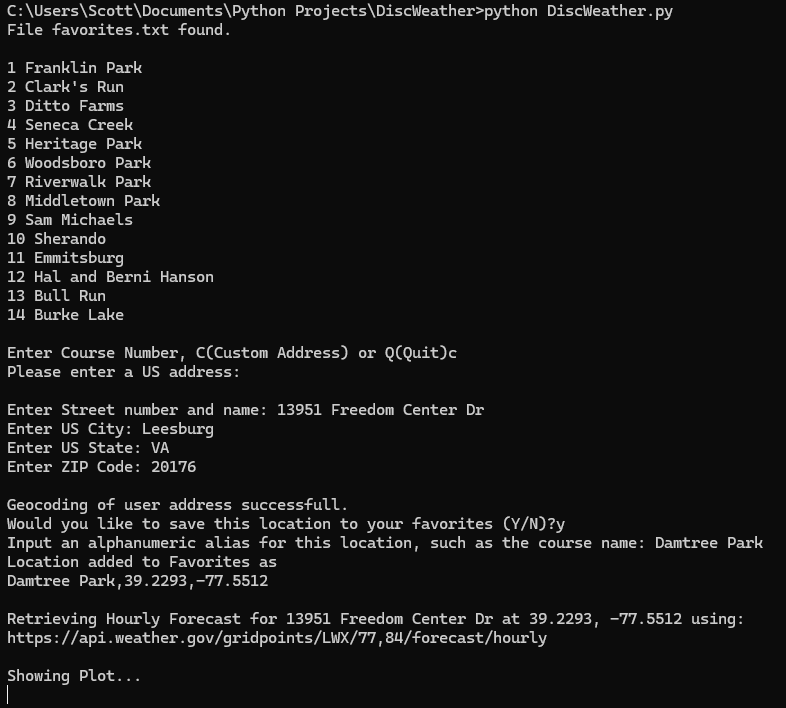 C:\Users\Scott\Documents\Python Projects\DiscWeather>python DiscWeather.py
File favorites.txt found.
1 Franklin Park
2 Clark's Run
3 Ditto Farms
4 Seneca Creek
5 Heritage Park
6 Woodsboro Park
7 Riverwalk Park
8 Middletown Park
9 Sam Michaels
10 Sherando
11 Emmitsburg
12 Hal and Berni Hanson
13 Bull Run
14 Burke Lake
Enter Course Number, C(Custom Address) or Q(Quit)c
Please enter a US address:
Enter Street number and name: 13951 Freedom Center Dr
Enter US City: Leesburg
Enter US State: VA
Enter ZIP Code: 20176
Geocoding of user address successfull.
Would you like to save this location to your favorites (Y/N)?y
Input an alphanumeric alias for this location, such as the course name: Damtree Park
Location added to Favorites as
Damtree Park,39.2293,-77.5512
Retrieving Hourly Forecast for 13951 Freedom Center Dr at 39.2293, -77.5512 using:
https://api.weather.gov/gridpoints/LWX/77,84/forecast/hourly
Showing Plot...